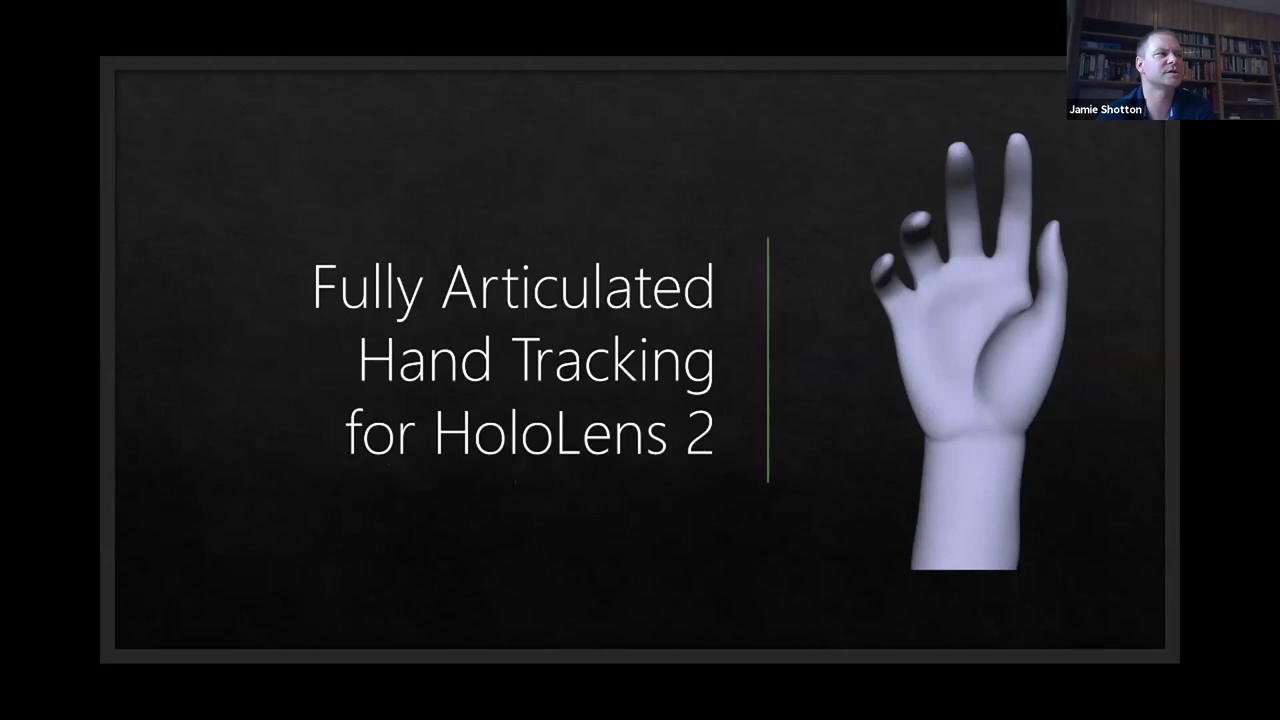 Jamie Shotton
Fully Articulated
Hand Tracking
for HoloLens 2